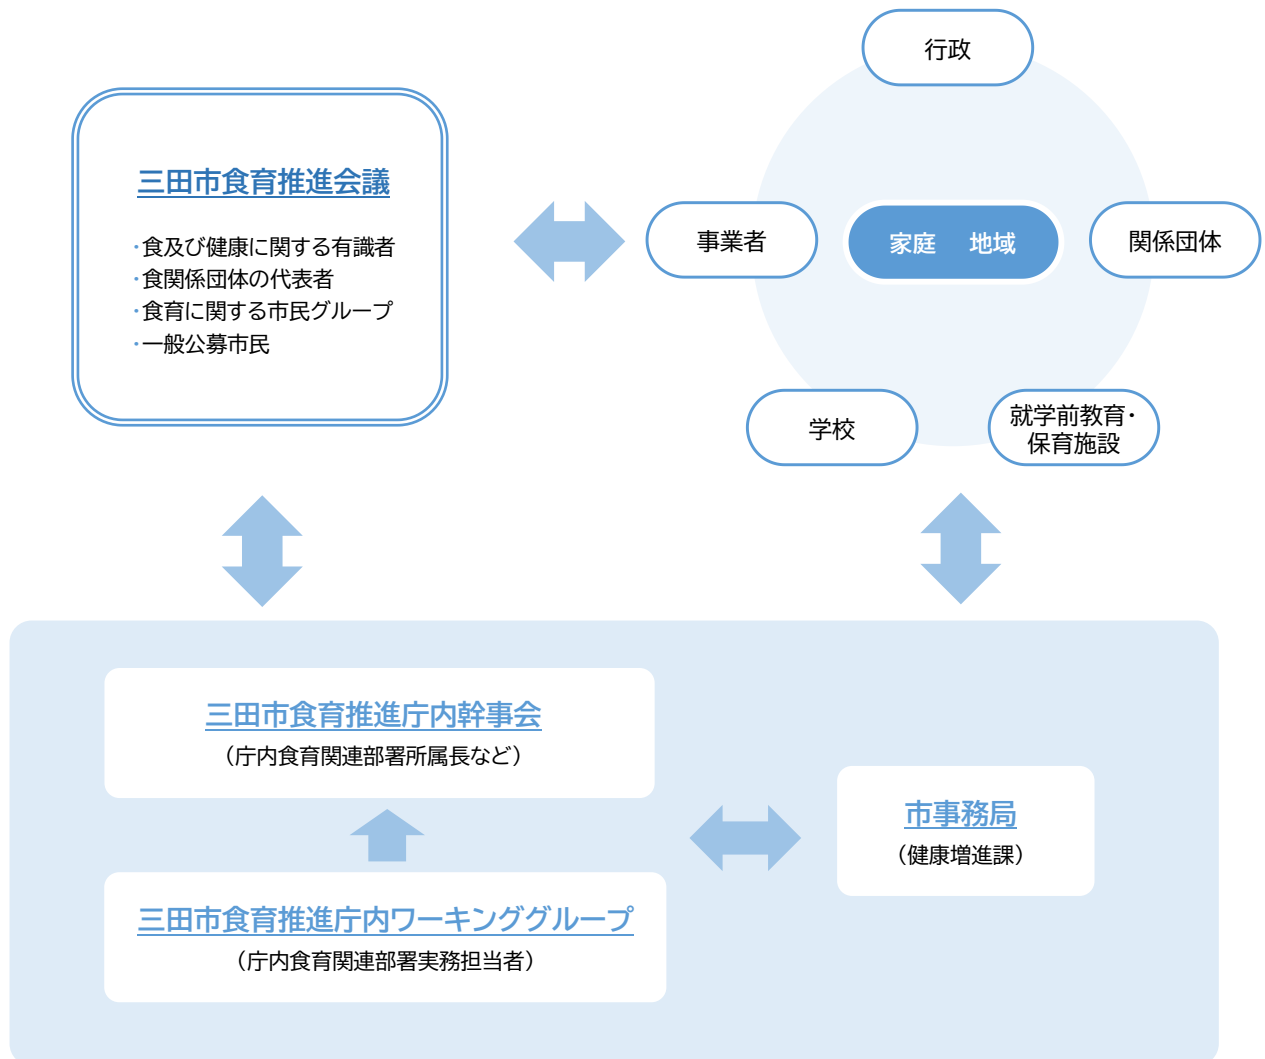 行政
三田市食育推進会議
・食及び健康に関する有識者
・食関係団体の代表者
・食育に関する市民グループ
・一般公募市民
事業者
家庭　地域
関係団体
学校
就学前教育・
保育施設
三田市食育推進庁内幹事会
（庁内食育関連部署所属長など）
市事務局
（健康増進課）
三田市食育推進庁内ワーキンググループ
（庁内食育関連部署実務担当者）